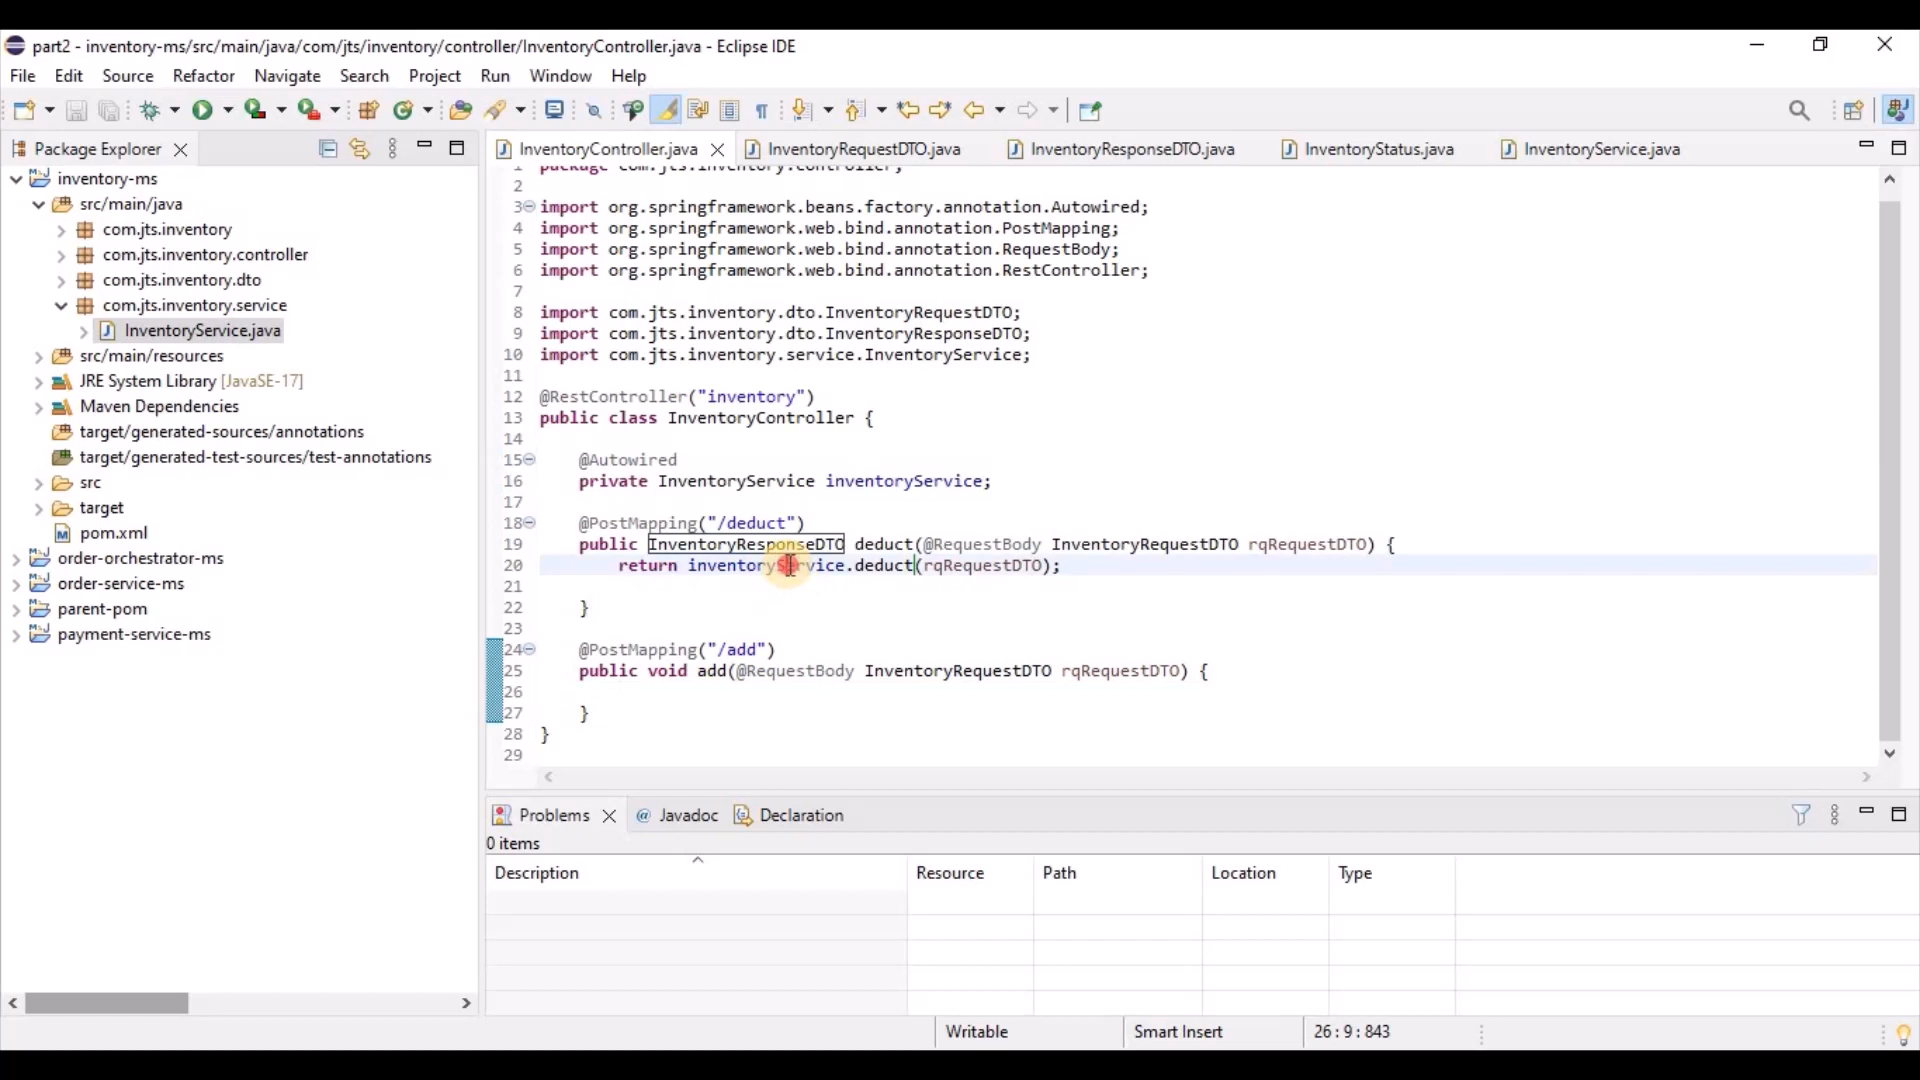 part2 - inventory-ms/src/main/java/com/jts/inventory/controller/InventoryController.java - Eclipse IDE
File Edit Source Refactor Navigate Search Project Run Window Help
Package Explorer
inventory-ms
src/main/java
com.jts.inventory
com.jts.inventory.controller
com.jts.inventory.dto
com.jts.inventory.service
InventoryService.java
src/main/resources
JRE System Library [JavaSE-17]
Maven Dependencies
target/generated-sources/annotations
target/generated-test-sources/test-annotations
src
target
pom.xml
order-orchestrator-ms
order-service-ms
parent-pom
payment-service-ms
InventoryController.java InventoryRequestDTO.java InventoryResponseDTO.java InventoryStatus.java InventoryService.java
1 package com.jts.inventory.controller;
2
3 import org.springframework.beans.factory.annotation.Autowired;
4 import org.springframework.web.bind.annotation.PostMapping;
5 import org.springframework.web.bind.annotation.RequestBody;
6 import org.springframework.web.bind.annotation.RestController;
7
8 import com.jts.inventory.dto.InventoryRequestDTO;
9 import com.jts.inventory.dto.InventoryResponseDTO;
10 import com.jts.inventory.service.InventoryService;
11
12 @RestController("inventory")
13 public class InventoryController {
14
15 @Autowired
16 private InventoryService inventoryService;
17
18 @PostMapping("/deduct")
19 public InventoryResponseDTO deduct(@RequestBody InventoryRequestDTO rqRequestDTO) {
20 return inventoryService.deduct(rqRequestDTO);
21
22 }
23
24 @PostMapping("/add")
25 public void add(@RequestBody InventoryRequestDTO rqRequestDTO) {
26
27 }
28 }
29
Problems @ Javadoc Declaration
0 items
Description Resource Path Location Type
Writable Smart Insert 26 : 9 : 843